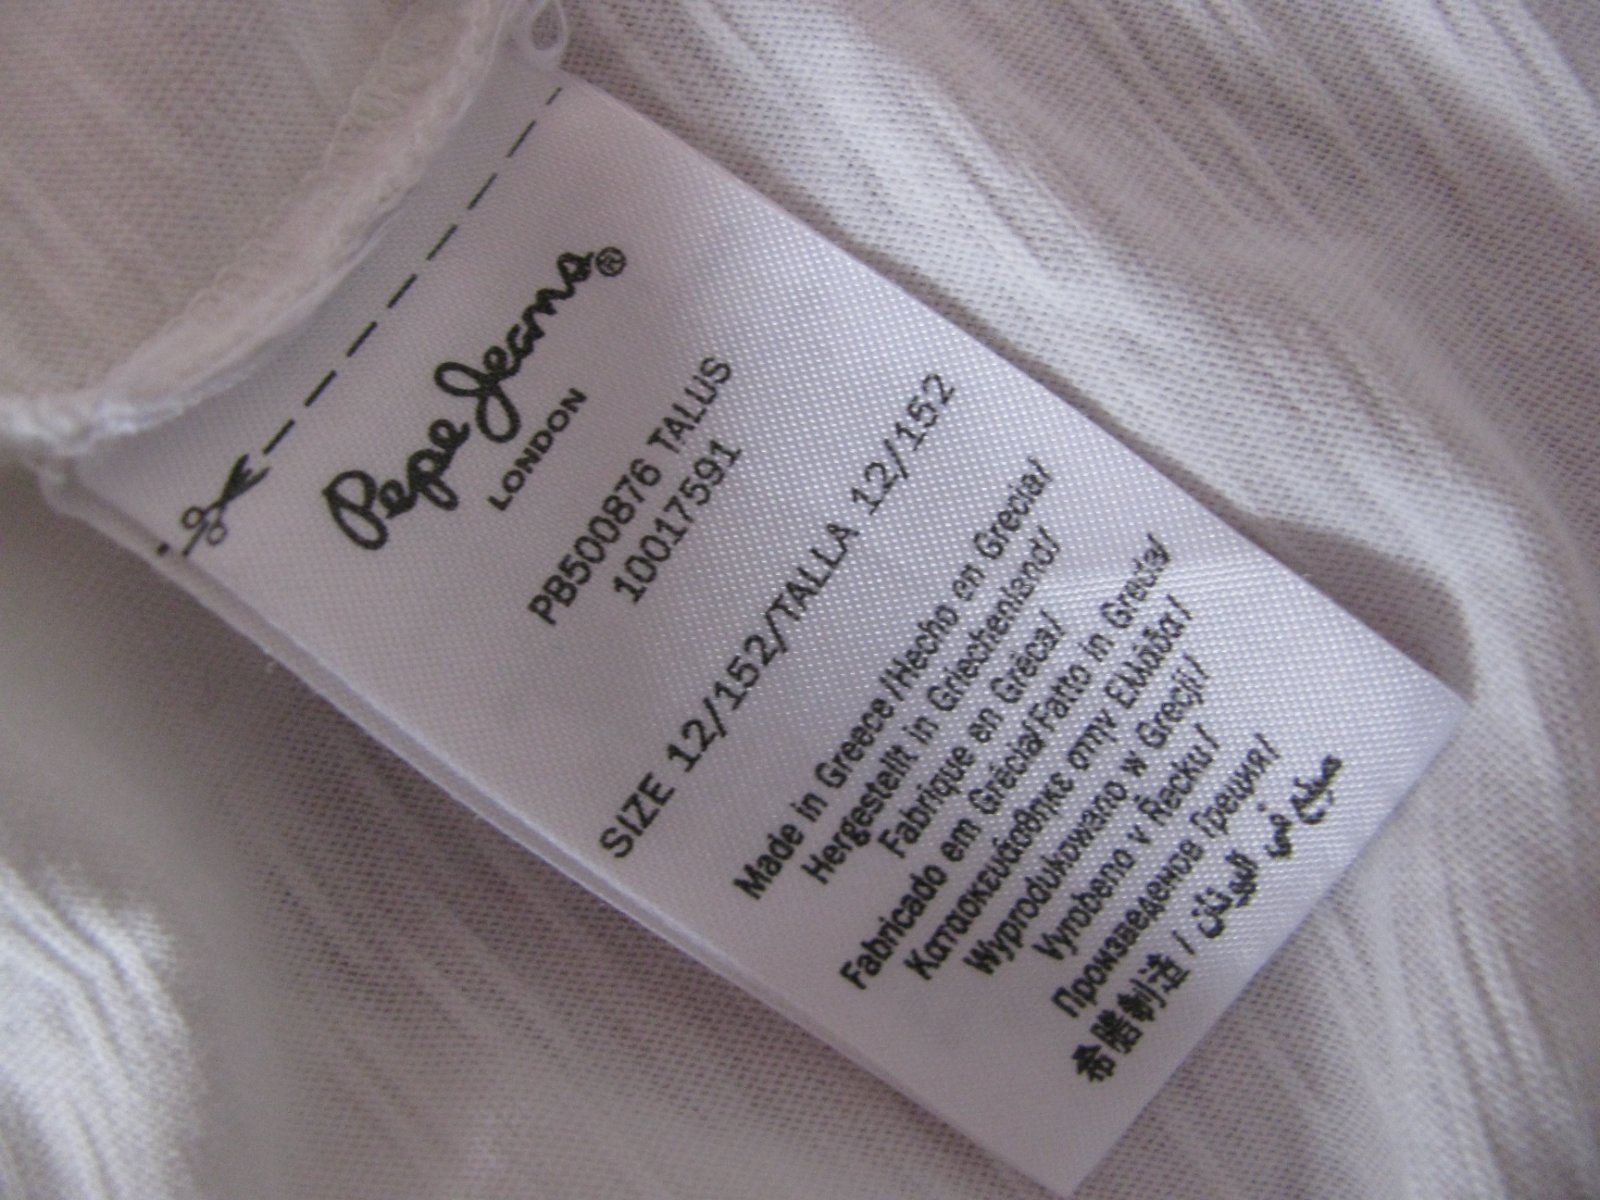 Pepe Jeans®
LONDON
PB500876 TALUS
10017591
SIZE 12/152/TALLA 12/152
Made in Greece/Hecho en Grecia/
Hergestellt in Griechenland/
Fabrique en Grèca/
Fabricado em Grécia/Fatto in Grecia/
Κατασκευάσθηκε στην Ελλάδα/
Wyprodukowano w Grecji/
Vyrobeno v Řecku/
Произведенов Греция/
希臘制造 / صنع في اليونان